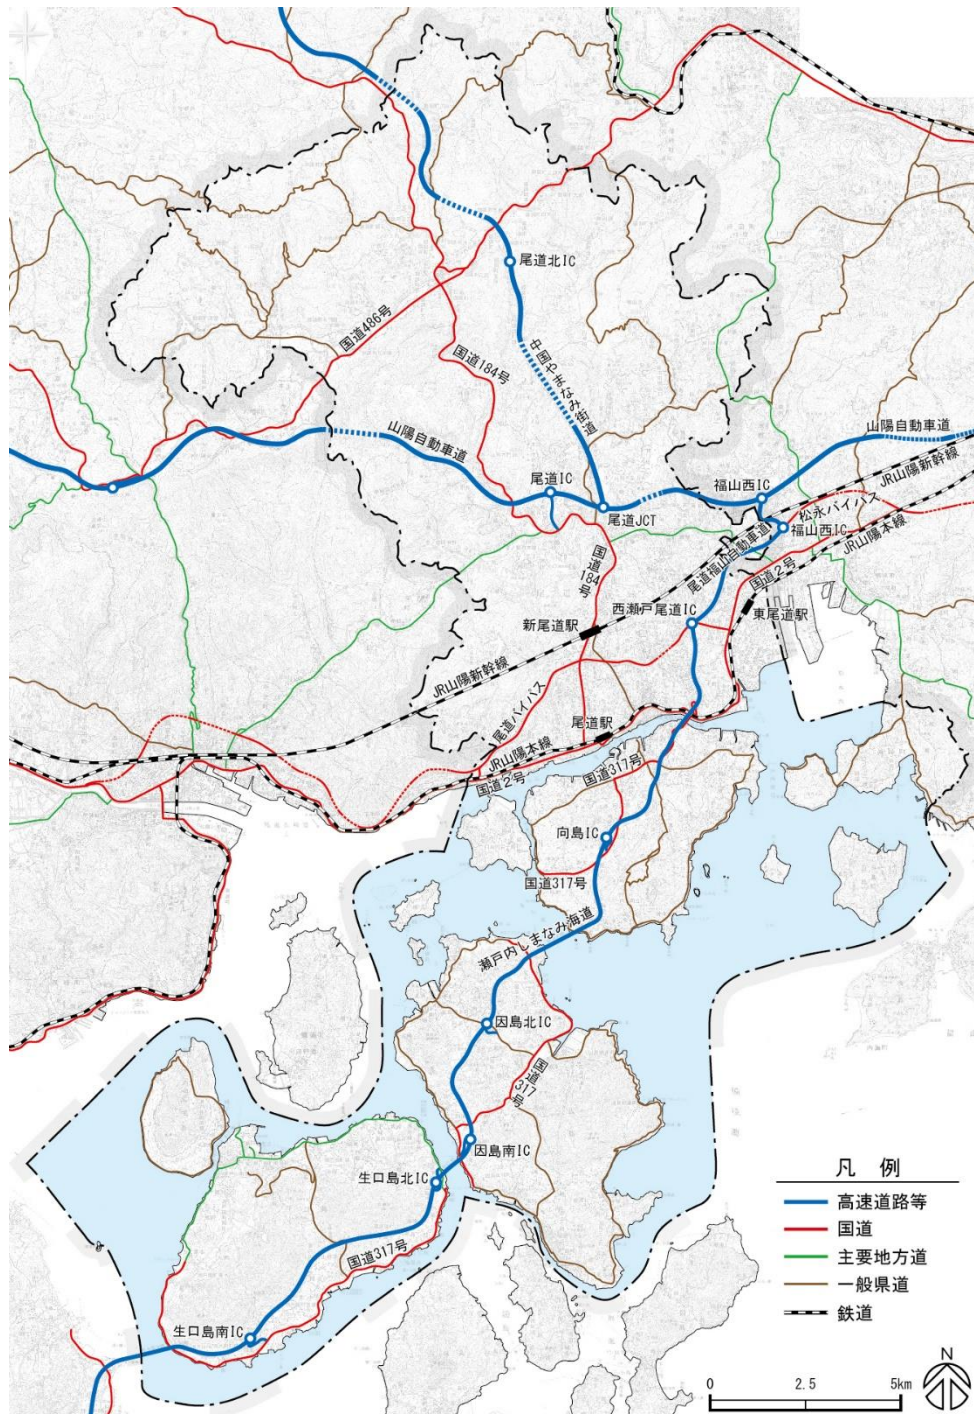 尾道北IC
国道486号
国道184号
中国やまなみ街道
山陽自動車道
山陽自動車道
JR山陽新幹線
尾道IC
福山西IC
尾道JCT
松永バイパス
福山西IC
JR山陽本線
尾道福山自動車道
国道2号
国道184号
西瀬戸尾道IC
東尾道駅
新尾道駅
JR山陽新幹線
尾道バイパス
尾道駅
JR山陽本線
国道2号
国道317号
向島IC
国道317号
瀬戸内しまなみ海道
因島北IC
国道317号
因島南IC
生口島北IC
国道317号
生口島南IC
凡 例
高速道路等
国道
主要地方道
一般県道
鉄道
N
0 2.5 5km